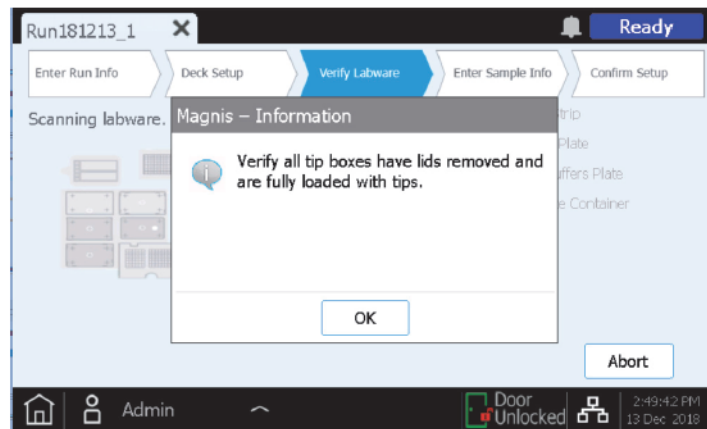 Run181213_1
Ready
Enter Run Info
Deck Setup
Verify Labware
Enter Sample Info
Confirm Setup
Scanning labware.
Magnis – Information
Verify all tip boxes have lids removed and
are fully loaded with tips.
Plate
Plate
Container
OK
Abort
Admin
Door
Unlocked
2:49:42 PM
13 Dec 2018